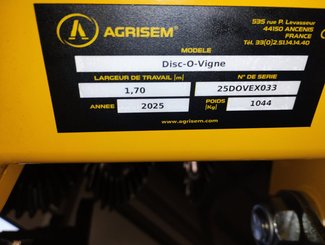 AGRISEM®
535 rue P. Levasseur
44150 ANCENIS
FRANCE
Tél. 33(0)2.51.14.14.40
MODELE
Disc-O-Vigne
LARGEUR DE TRAVAIL [m]
N° DE SERIE
1,70
25DOVEX033
ANNÉE
2025
POIDS [Kg]
1044
www.agrisem.com